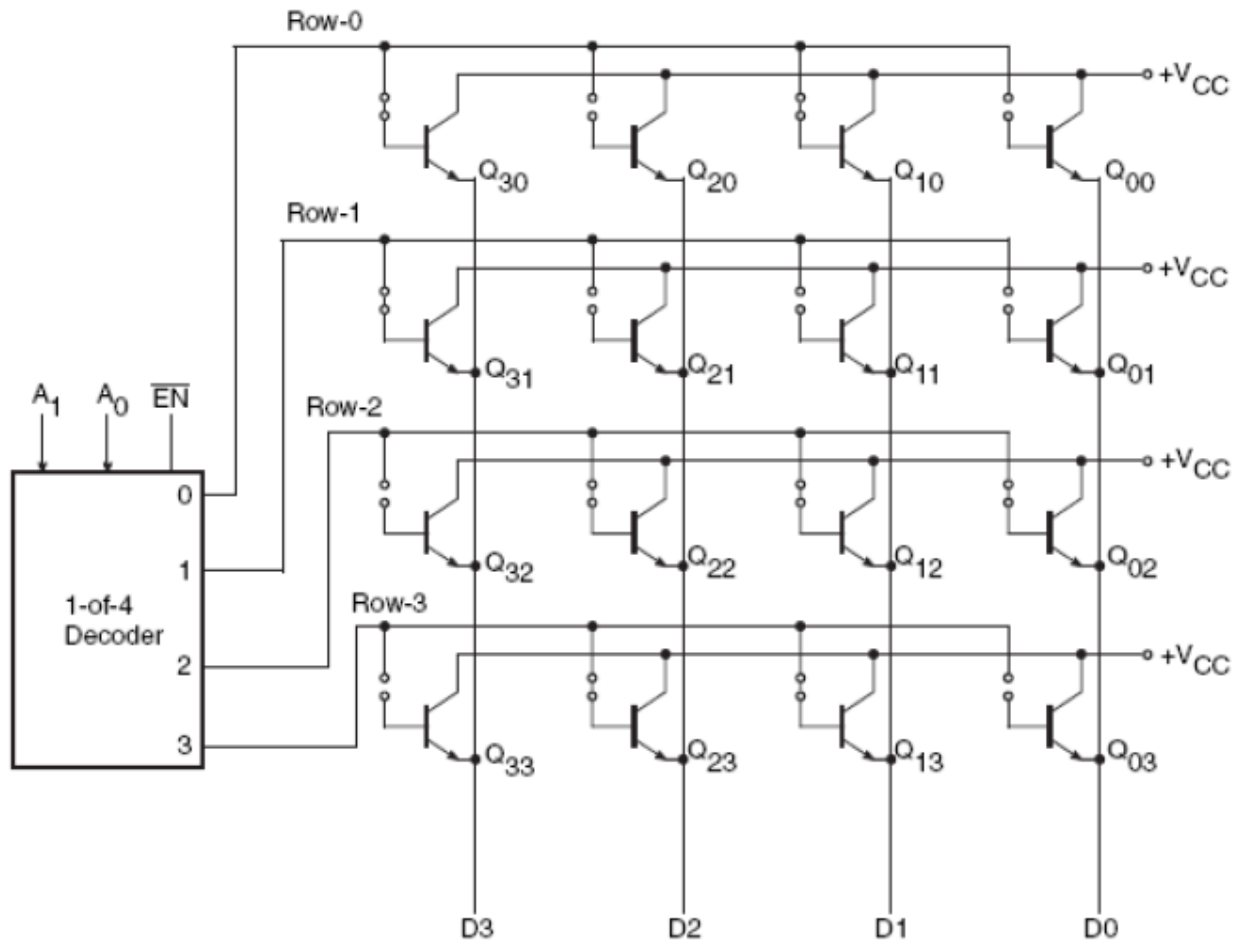 Row-0
+VCC
Q30 Q20 Q10 Q00
Row-1
+VCC
Q31 Q21 Q11 Q01
A1 A0 EN
Row-2
+VCC
0
Q32 Q22 Q12 Q02
1
1-of-4
Decoder
Row-3
2
+VCC
3
Q33 Q23 Q13 Q03
D3 D2 D1 D0